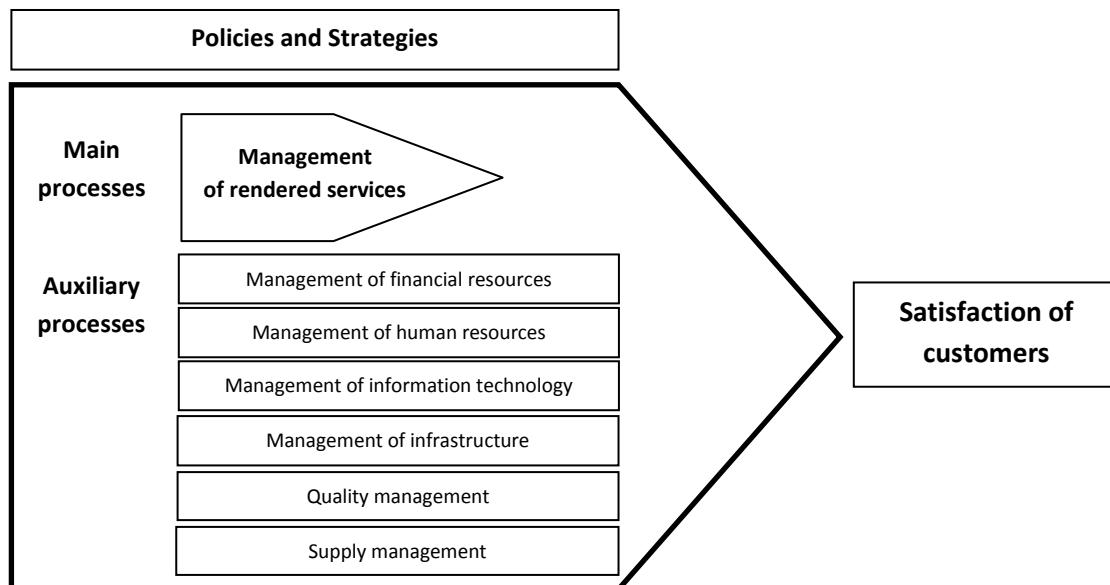 Policies and Strategies
Main
processes
Management
of rendered services
Auxiliary
processes
Management of financial resources
Management of human resources
Management of information technology
Management of infrastructure
Quality management
Supply management
Satisfaction of
customers